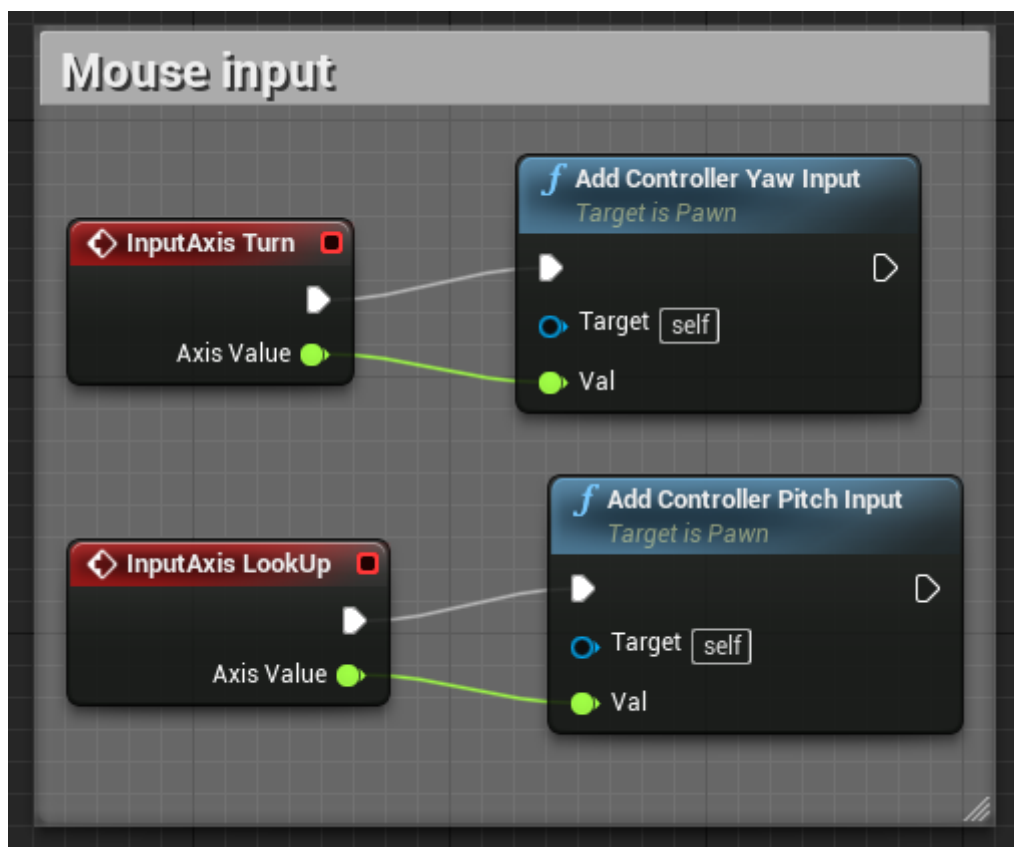 Mouse input
InputAxis Turn
Axis Value
Add Controller Yaw Input
Target is Pawn
Target self
Val
InputAxis LookUp
Axis Value
Add Controller Pitch Input
Target is Pawn
Target self
Val